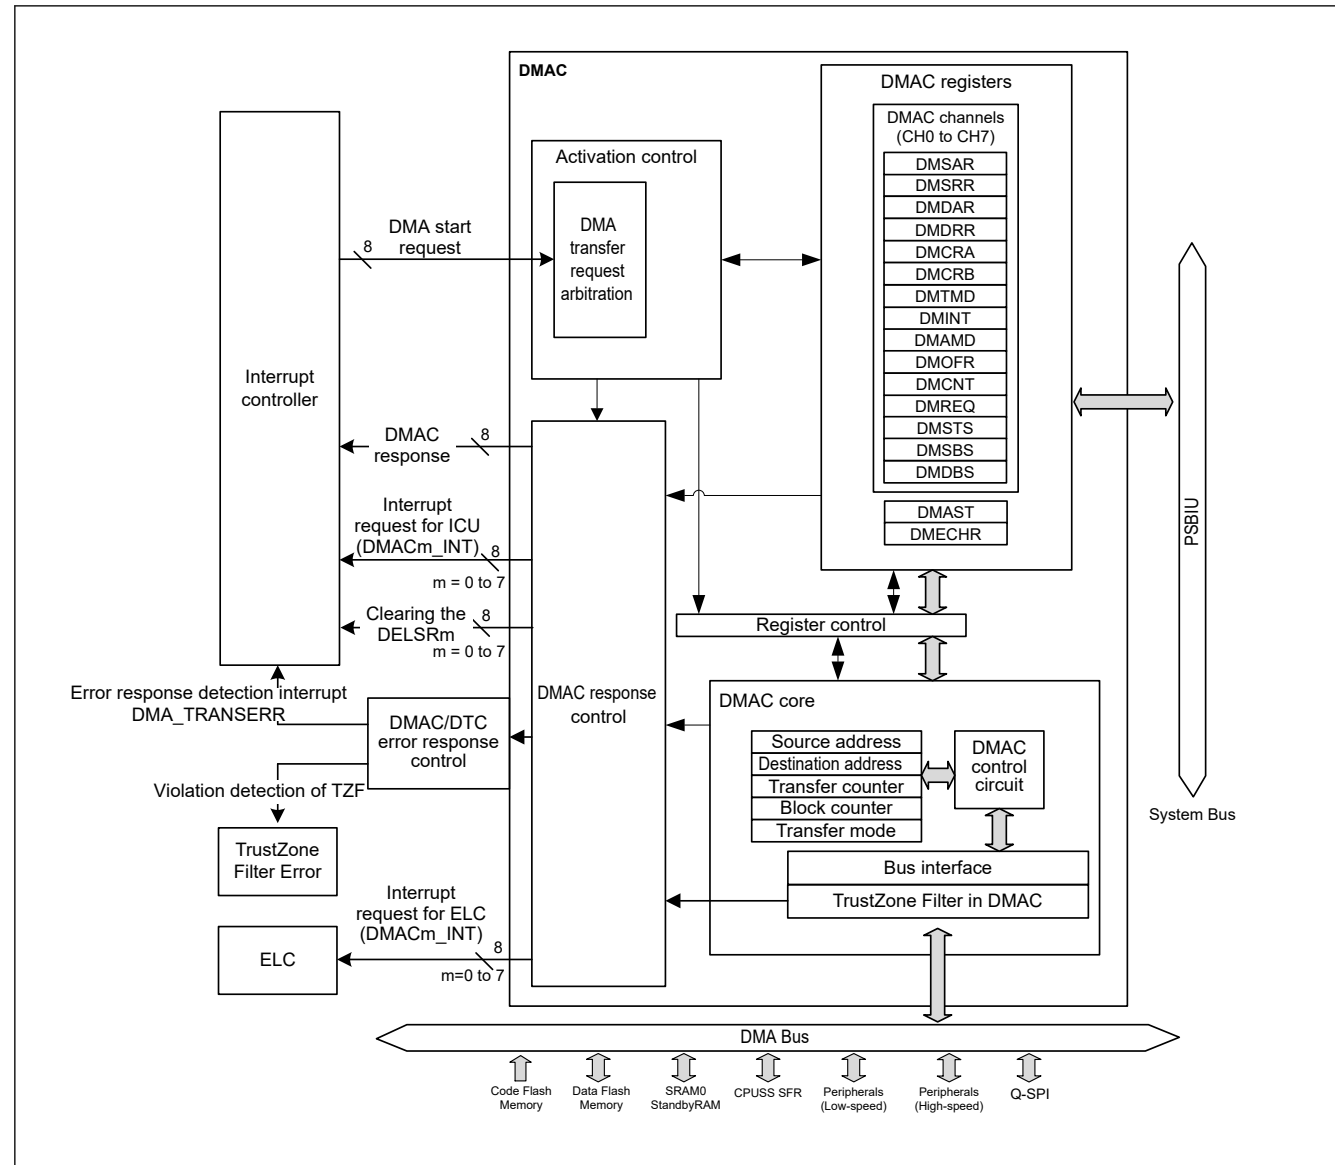 DMAC
DMAC registers
DMAC channels
(CH0 to CH7)
DMSAR
DMSRR
DMDAR
DMDRR
DMCRA
DMCRB
DMTMD
DMINT
DMAMD
DMOFR
DMCNT
DMREQ
DMSTS
DMSBS
DMDBS
DMAST
DMECHR
Activation control
DMA
transfer
request
arbitration
DMA start
request
8
Interrupt
controller
DMAC
response
8
Interrupt
request for ICU
(DMACm_INT)
8
m = 0 to 7
Clearing the
DELSRm
8
m = 0 to 7
Error response detection interrupt
DMA_TRANSERR
DMAC/DTC
error response
control
Violation detection of TZF
TrustZone
Filter Error
Interrupt
request for ELC
(DMACm_INT)
8
m=0 to 7
ELC
DMAC response
control
Register control
DMAC core
Source address
Destination address
Transfer counter
Block counter
Transfer mode
DMAC
control
circuit
Bus interface
TrustZone Filter in DMAC
PSBIU
System Bus
DMA Bus
Code Flash
Memory
Data Flash
Memory
SRAM0
StandbyRAM
CPUSS SFR
Peripherals
(Low-speed)
Peripherals
(High-speed)
Q-SPI